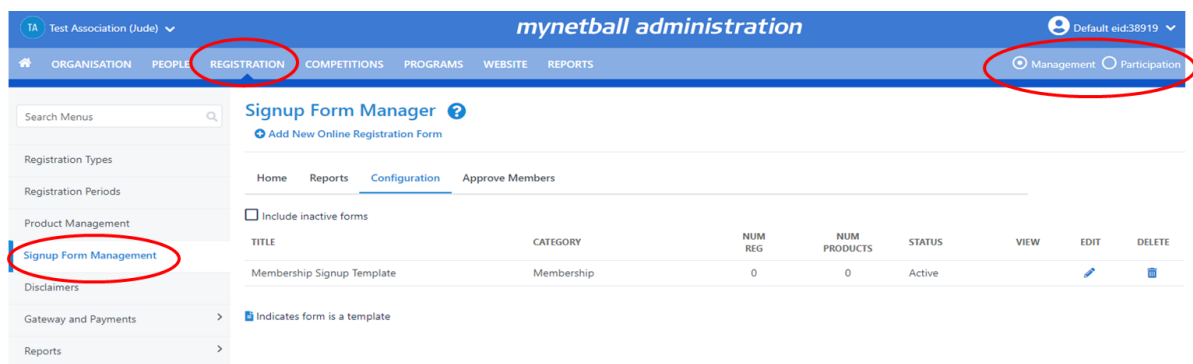 TA Test Association (Jude)
mynetball administration
Default eid:38919
ORGANISATION PEOPLE REGISTRATION COMPETITIONS PROGRAMS WEBSITE REPORTS
Management Participation
Search Menus
Registration Types
Registration Periods
Product Management
Signup Form Management
Disclaimers
Gateway and Payments
Reports
Signup Form Manager ?
Add New Online Registration Form
Home Reports Configuration Approve Members
Include inactive forms
TITLE CATEGORY NUM REG NUM PRODUCTS STATUS VIEW EDIT DELETE
Membership Signup Template Membership 0 0 Active
Indicates form is a template